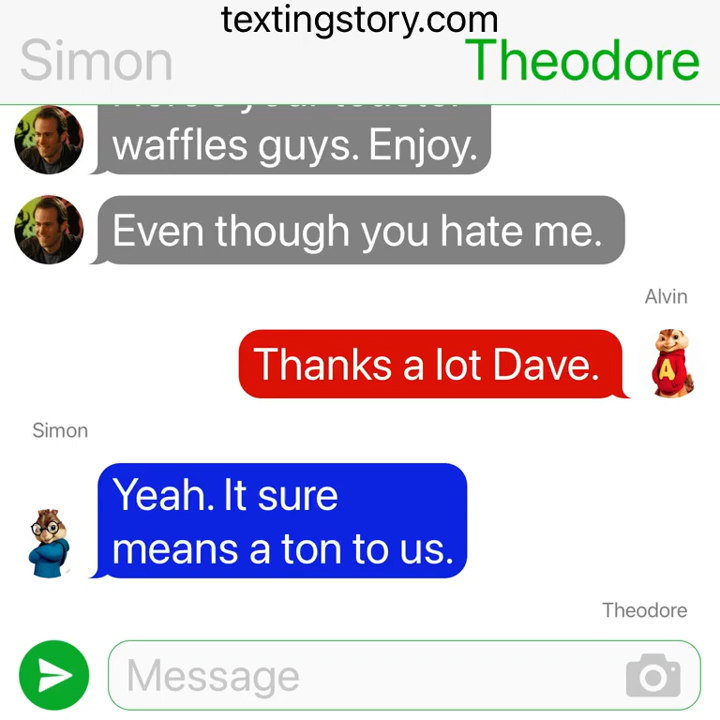 textingstory.com
Simon
Theodore
waffles guys. Enjoy.
Even though you hate me.
Alvin
Thanks a lot Dave.
A
Simon
Yeah. It sure
means a ton to us.
Theodore
Message